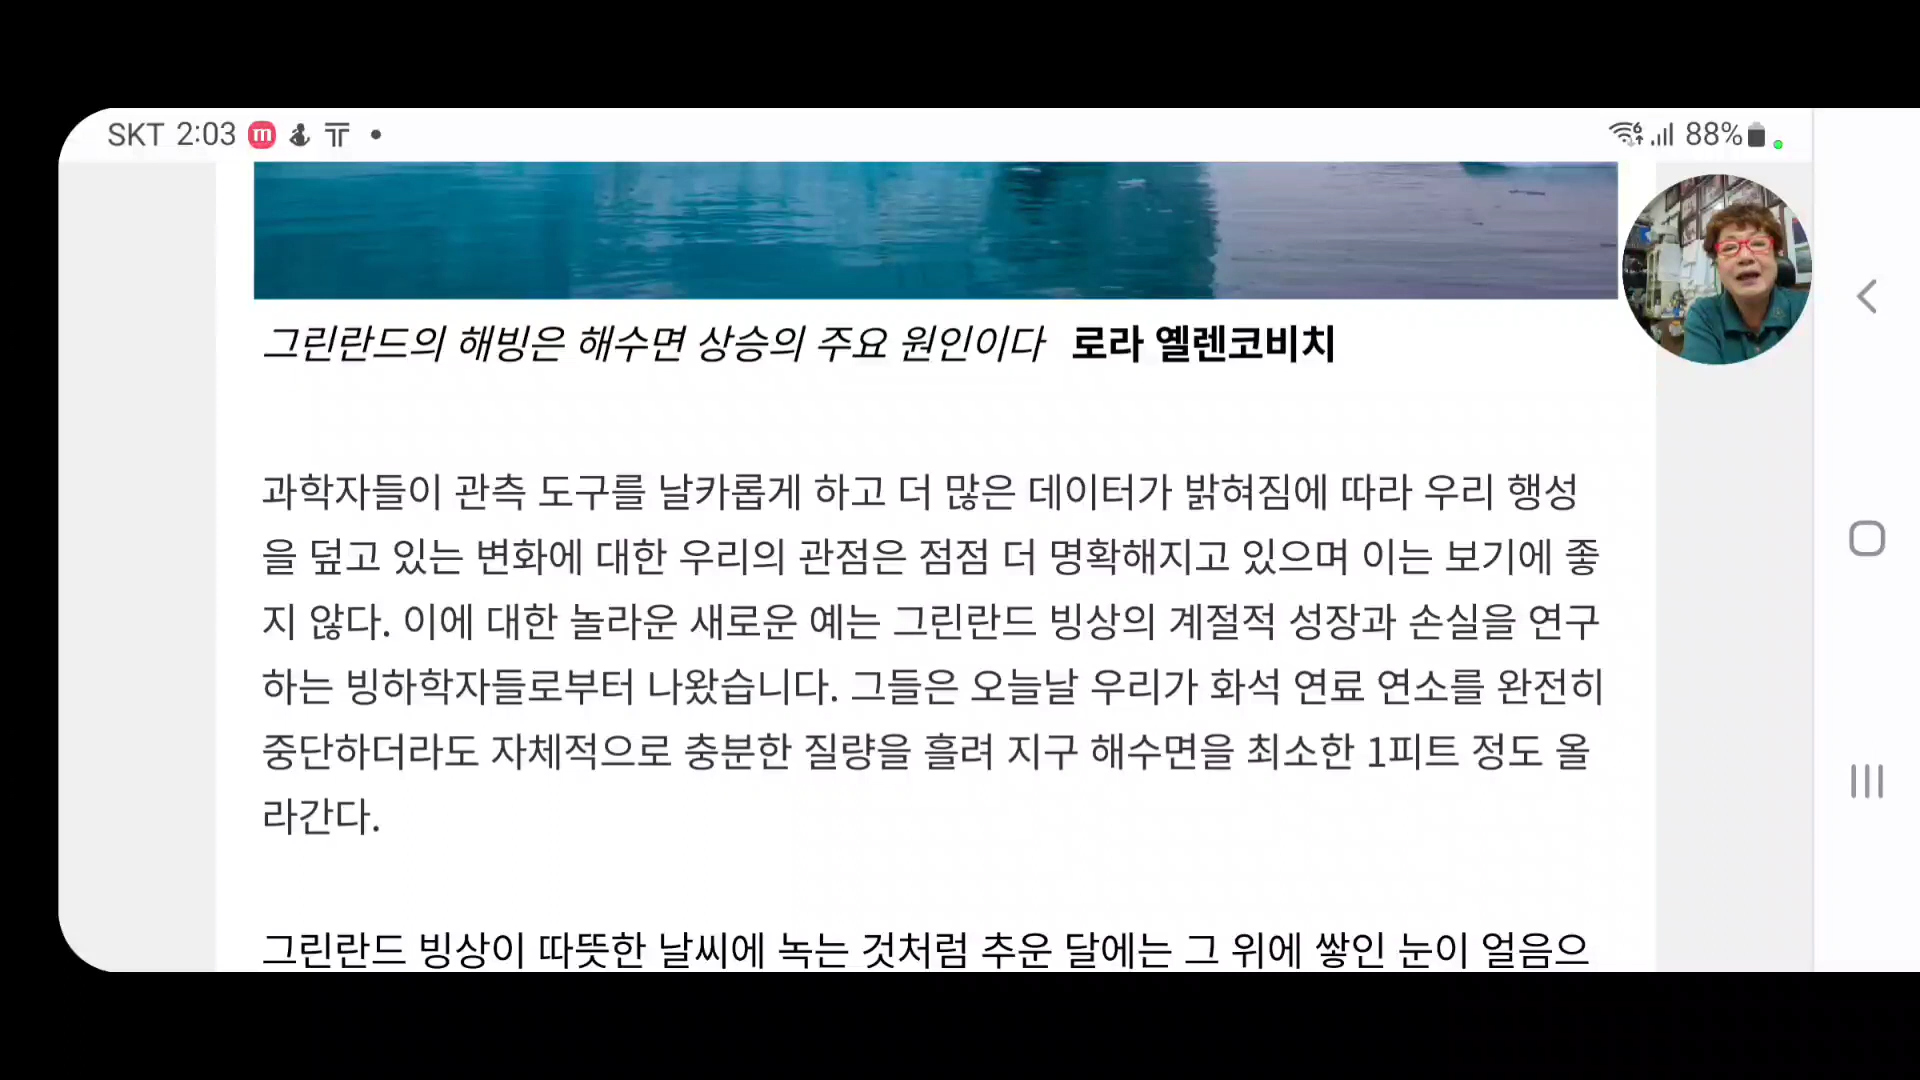 SKT 2:03 m 88%
그린란드의 해빙은 해수면 상승의 주요 원인이다 로라 옐렌코비치
과학자들이 관측 도구를 날카롭게 하고 더 많은 데이터가 밝혀짐에 따라 우리 행성
을 덮고 있는 변화에 대한 우리의 관점은 점점 더 명확해지고 있으며 이는 보기에 좋
지 않다. 이에 대한 놀라운 새로운 예는 그린란드 빙상의 계절적 성장과 손실을 연구
하는 빙하학자들로부터 나왔습니다. 그들은 오늘날 우리가 화석 연료 연소를 완전히
중단하더라도 자체적으로 충분한 질량을 흘려 지구 해수면을 최소한 1피트 정도 올
라간다.
그린란드 빙상이 따뜻한 날씨에 녹는 것처럼 추운 달에는 그 위에 쌓인 눈이 얼음으